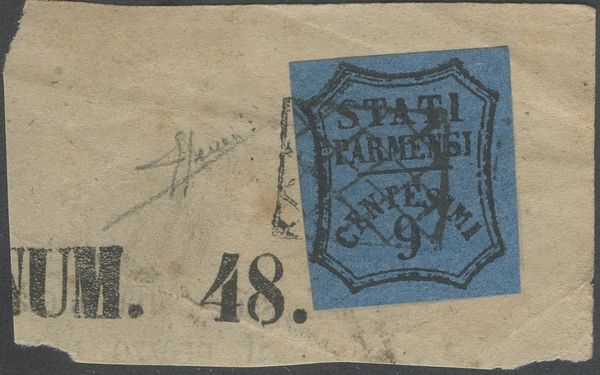 STATI
PARMENSI
CENTESIMI
9
NUM. 48.